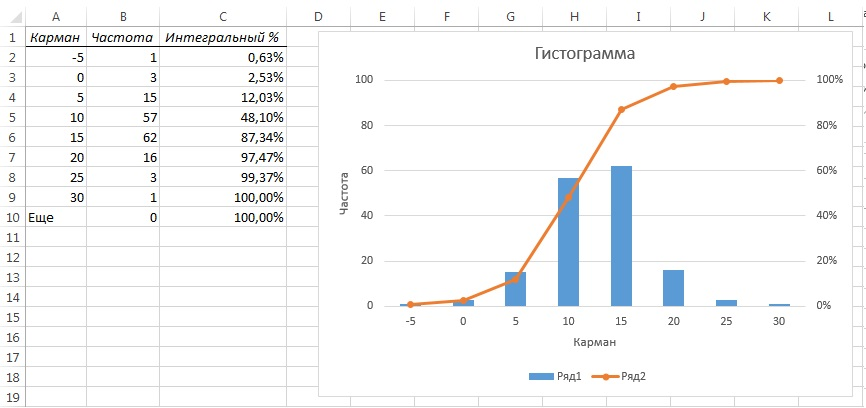 A B C D E F G H I J K L
1 Карман Частота Интегральный %
2 -5 1 0,63%
3 0 3 2,53%
4 5 15 12,03%
5 10 57 48,10%
6 15 62 87,34%
7 20 16 97,47%
8 25 3 99,37%
9 30 1 100,00%
10 Еще 0 100,00%
11
12
13
14
15
16
17
18
19
Гистограмма
100 100%
80 80%
60 60%
40 40%
20 20%
0 0%
Частота
-5 0 5 10 15 20 25 30
Карман
Ряд1 Ряд2